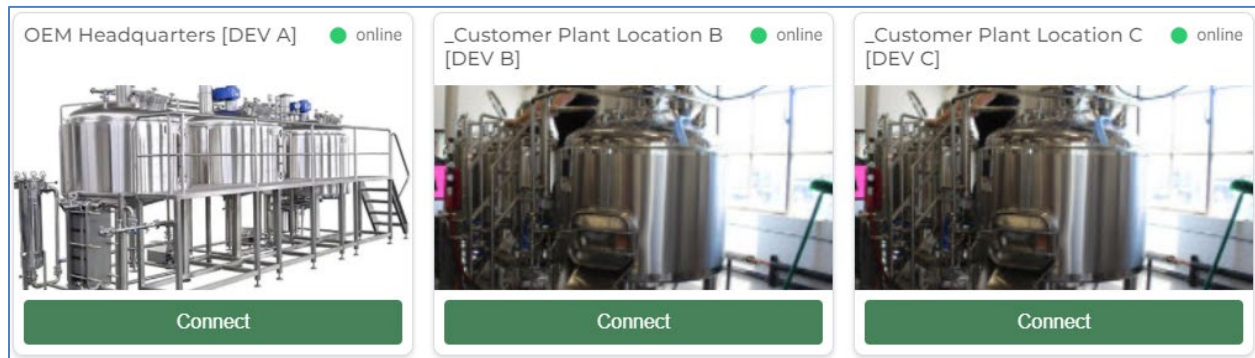 OEM Headquarters [DEV A]
online
_Customer Plant Location B
[DEV B]
online
_Customer Plant Location C
[DEV C]
online
Connect
Connect
Connect